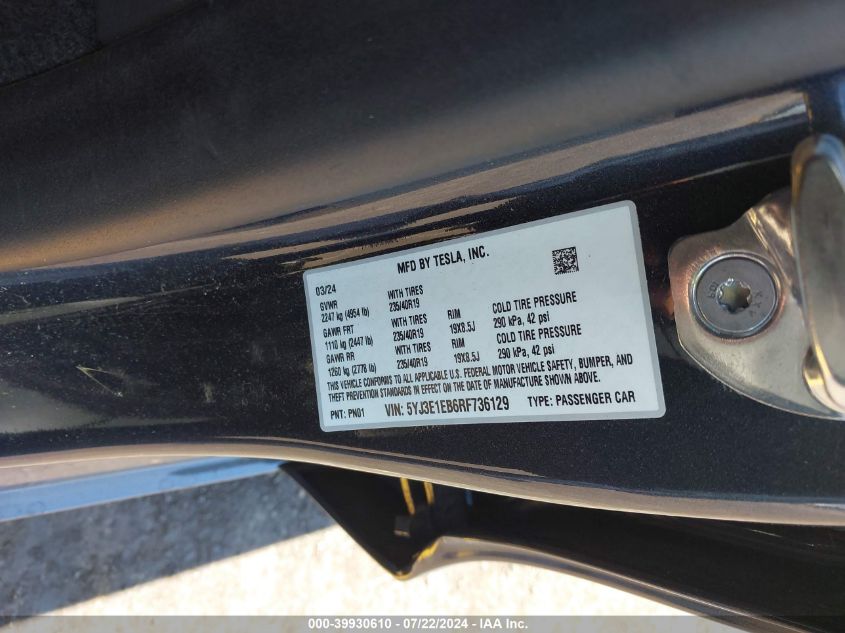 MFD BY TESLA, INC.
03/24
GVWR WITH TIRES
2247 kg (4954 lb) 235/40R19 RIM COLD TIRE PRESSURE
GAWR FRT WITH TIRES 19X8.5J 290 kPa, 42 psi
1110 kg (2447 lb) 235/40R19 RIM COLD TIRE PRESSURE
GAWR RR WITH TIRES 19X8.5J 290 kPa, 42 psi
1260 kg (2778 lb) 235/40R19
THIS VEHICLE CONFORMS TO ALL APPLICABLE U.S. FEDERAL MOTOR VEHICLE SAFETY, BUMPER, AND
THEFT PREVENTION STANDARDS IN EFFECT ON THE DATE OF MANUFACTURE SHOWN ABOVE.
PNT: PN01 VIN: 5YJ3E1EB6RF736129 TYPE: PASSENGER CAR
000-39930610 - 07/22/2024 - IAA Inc.